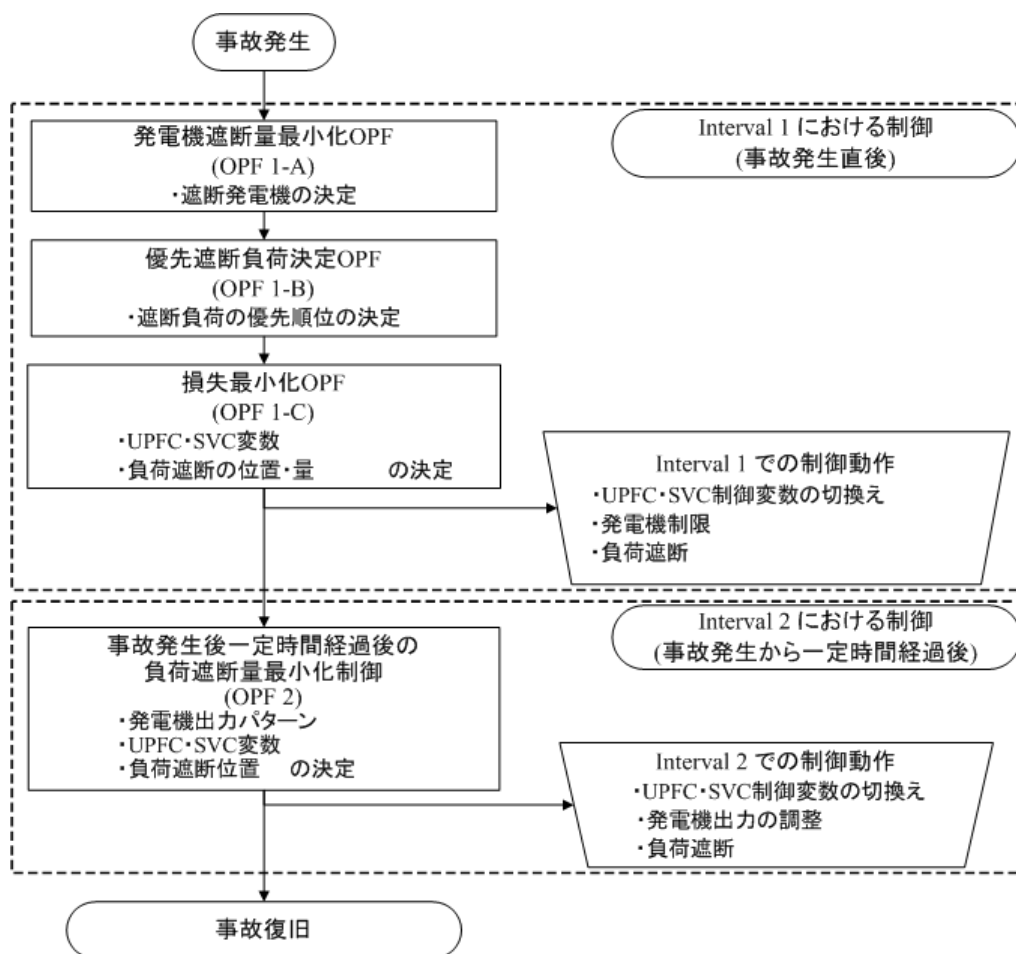 事故発生
Interval 1 における制御
(事故発生直後)
発電機遮断量最小化OPF
(OPF 1-A)
・遮断発電機の決定
優先遮断負荷決定OPF
(OPF 1-B)
・遮断負荷の優先順位の決定
損失最小化OPF
(OPF 1-C)
・UPFC・SVC変数
・負荷遮断の位置・量 の決定
Interval 1 での制御動作
・UPFC・SVC制御変数の切換え
・発電機制限
・負荷遮断
Interval 2 における制御
(事故発生から一定時間経過後)
事故発生後一定時間経過後の
負荷遮断量最小化制御
(OPF 2)
・発電機出力パターン
・UPFC・SVC変数
・負荷遮断位置 の決定
Interval 2 での制御動作
・UPFC・SVC制御変数の切換え
・発電機出力の調整
・負荷遮断
事故復旧